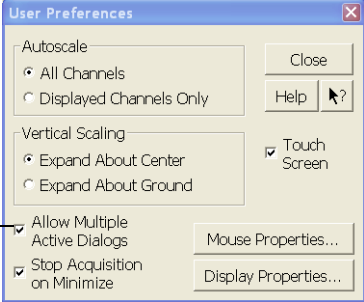 User Preferences
Autoscale
All Channels
Displayed Channels Only
Close
Help
?
Vertical Scaling
Expand About Center
Expand About Ground
Touch
Screen
Allow Multiple
Active Dialogs
Stop Acquisition
on Minimize
Mouse Properties...
Display Properties...